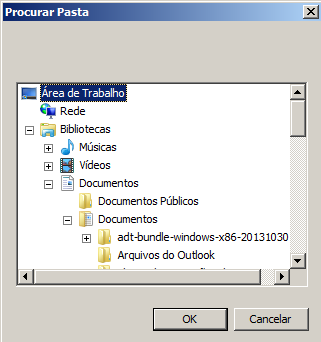 Procurar Pasta
Área de Trabalho
Rede
Bibliotecas
Músicas
Vídeos
Documentos
Documentos Públicos
Documentos
adt-bundle-windows-x86-20131030
Arquivos do Outlook
OK
Cancelar